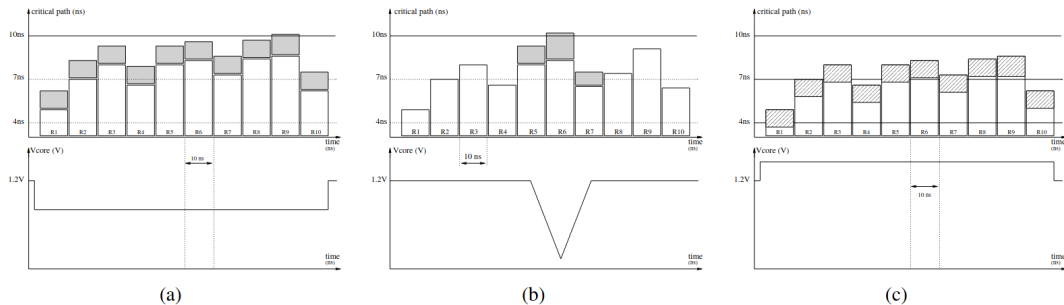 critical path (ns)
10ns
7ns
4ns
R1 R2 R3 R4 R5 R6 R7 R8 R9 R10
time
(ns)
Vcore (V)
10 ns
1.2V
time
(ns)
(a)
critical path (ns)
10ns
7ns
4ns
R1 R2 R3 R4 R5 R6 R7 R8 R9 R10
time
(ns)
Vcore (V)
10 ns
1.2V
time
(ns)
(b)
critical path (ns)
10ns
7ns
4ns
R1 R2 R3 R4 R5 R6 R7 R8 R9 R10
time
(ns)
Vcore (V)
1.2V
10 ns
time
(ns)
(c)